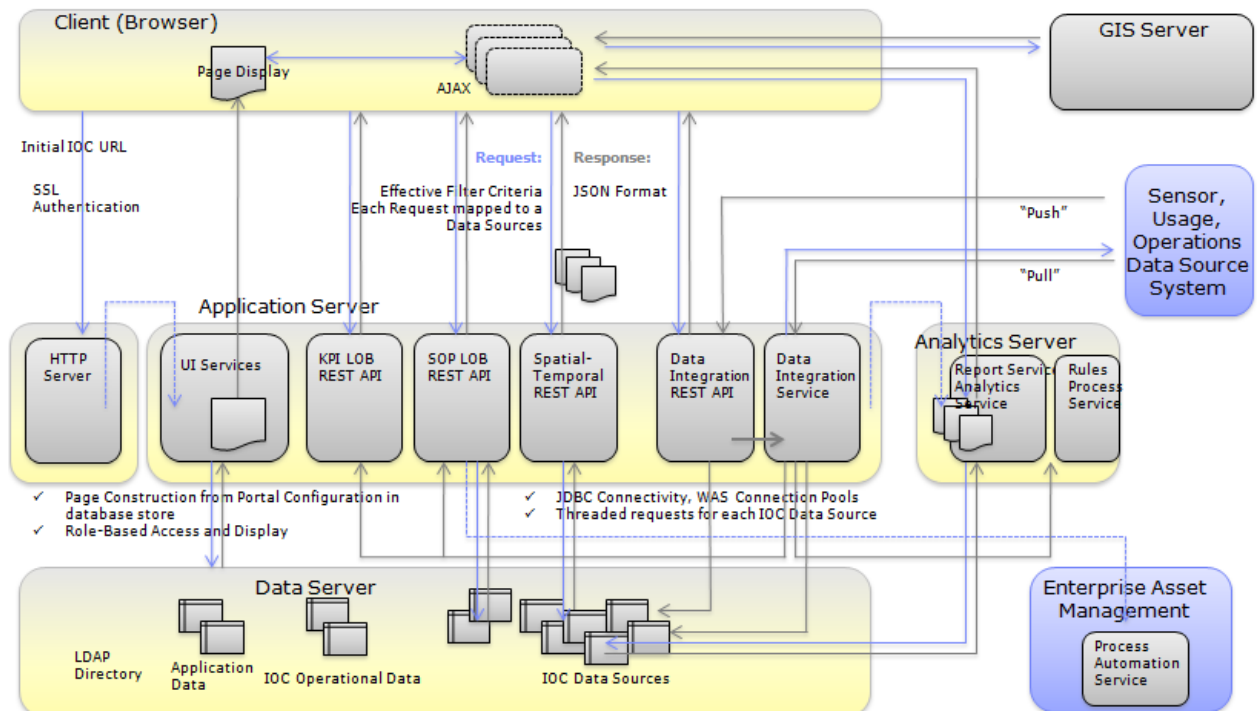 Client (Browser)
GIS Server
Page Display
AJAX
Initial IOC URL
SSL
Authentication
Request:
Response:
Effective Filter Criteria
Each Request mapped to a
Data Sources
JSON Format
"Push"
"Pull"
Sensor,
Usage,
Operations
Data Source
System
Application Server
HTTP
Server
UI Services
KPI LOB
REST API
SOP LOB
REST API
Spatial-
Temporal
REST API
Data
Integration
REST API
Data
Integration
Service
Analytics Server
Report Service
Analytics
Service
Rules
Process
Service
✓ Page Construction from Portal Configuration in
database store
✓ Role-Based Access and Display
✓ JDBC Connectivity, WAS Connection Pools
✓ Threaded requests for each IOC Data Source
Data Server
LDAP
Directory
Application
Data
IOC Operational Data
IOC Data Sources
Enterprise Asset
Management
Process
Automation
Service